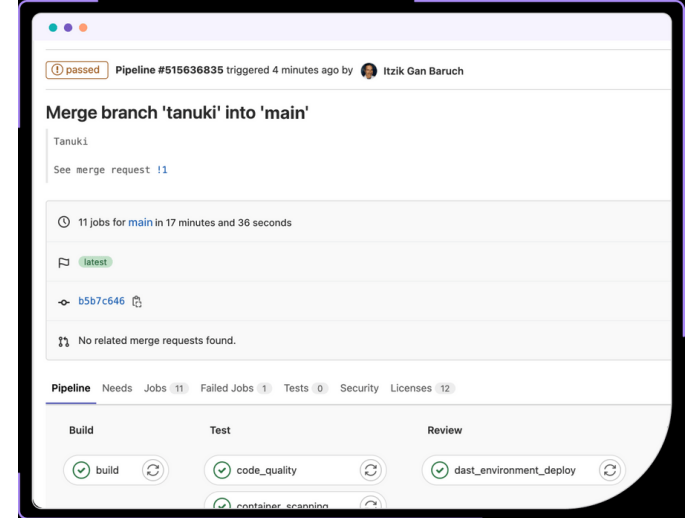 passed Pipeline #515636835 triggered 4 minutes ago by Itzik Gan Baruch
Merge branch 'tanuki' into 'main'
Tanuki
See merge request !1
11 jobs for main in 17 minutes and 36 seconds
latest
b5b7c646
No related merge requests found.
Pipeline Needs Jobs 11 Failed Jobs 1 Tests 0 Security Licenses 12
Build Test Review
build code_quality dast_environment_deploy
container_scanning